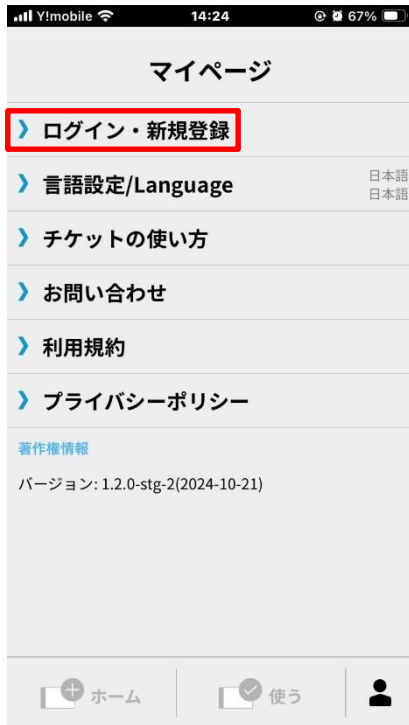 Y!mobile 14:24 67%
マイページ
ログイン・新規登録
言語設定/Language
日本語
日本語
チケットの使い方
お問い合わせ
利用規約
プライバシーポリシー
著作権情報
バージョン: 1.2.0-stg-2(2024-10-21)
ホーム 使う